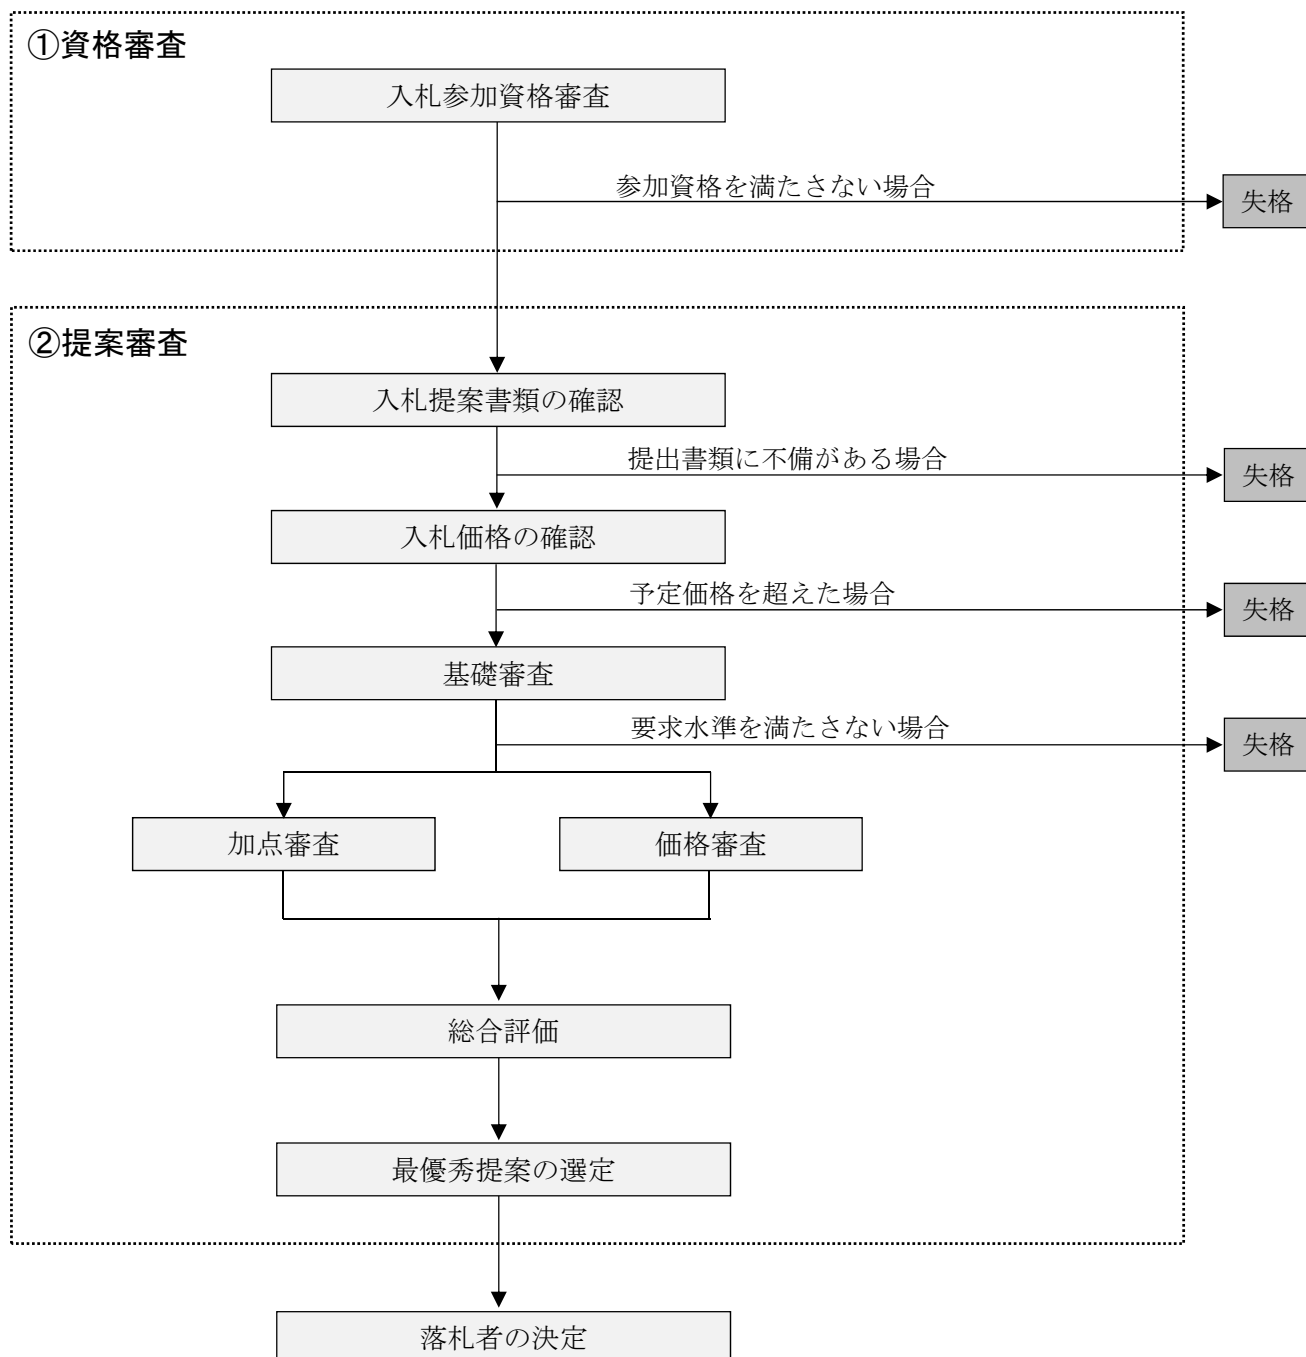 ①資格審査
入札参加資格審査
参加資格を満たさない場合
失格
②提案審査
入札提案書類の確認
提出書類に不備がある場合
失格
入札価格の確認
予定価格を超えた場合
失格
基礎審査
要求水準を満たさない場合
失格
加点審査
価格審査
総合評価
最優秀提案の選定
落札者の決定